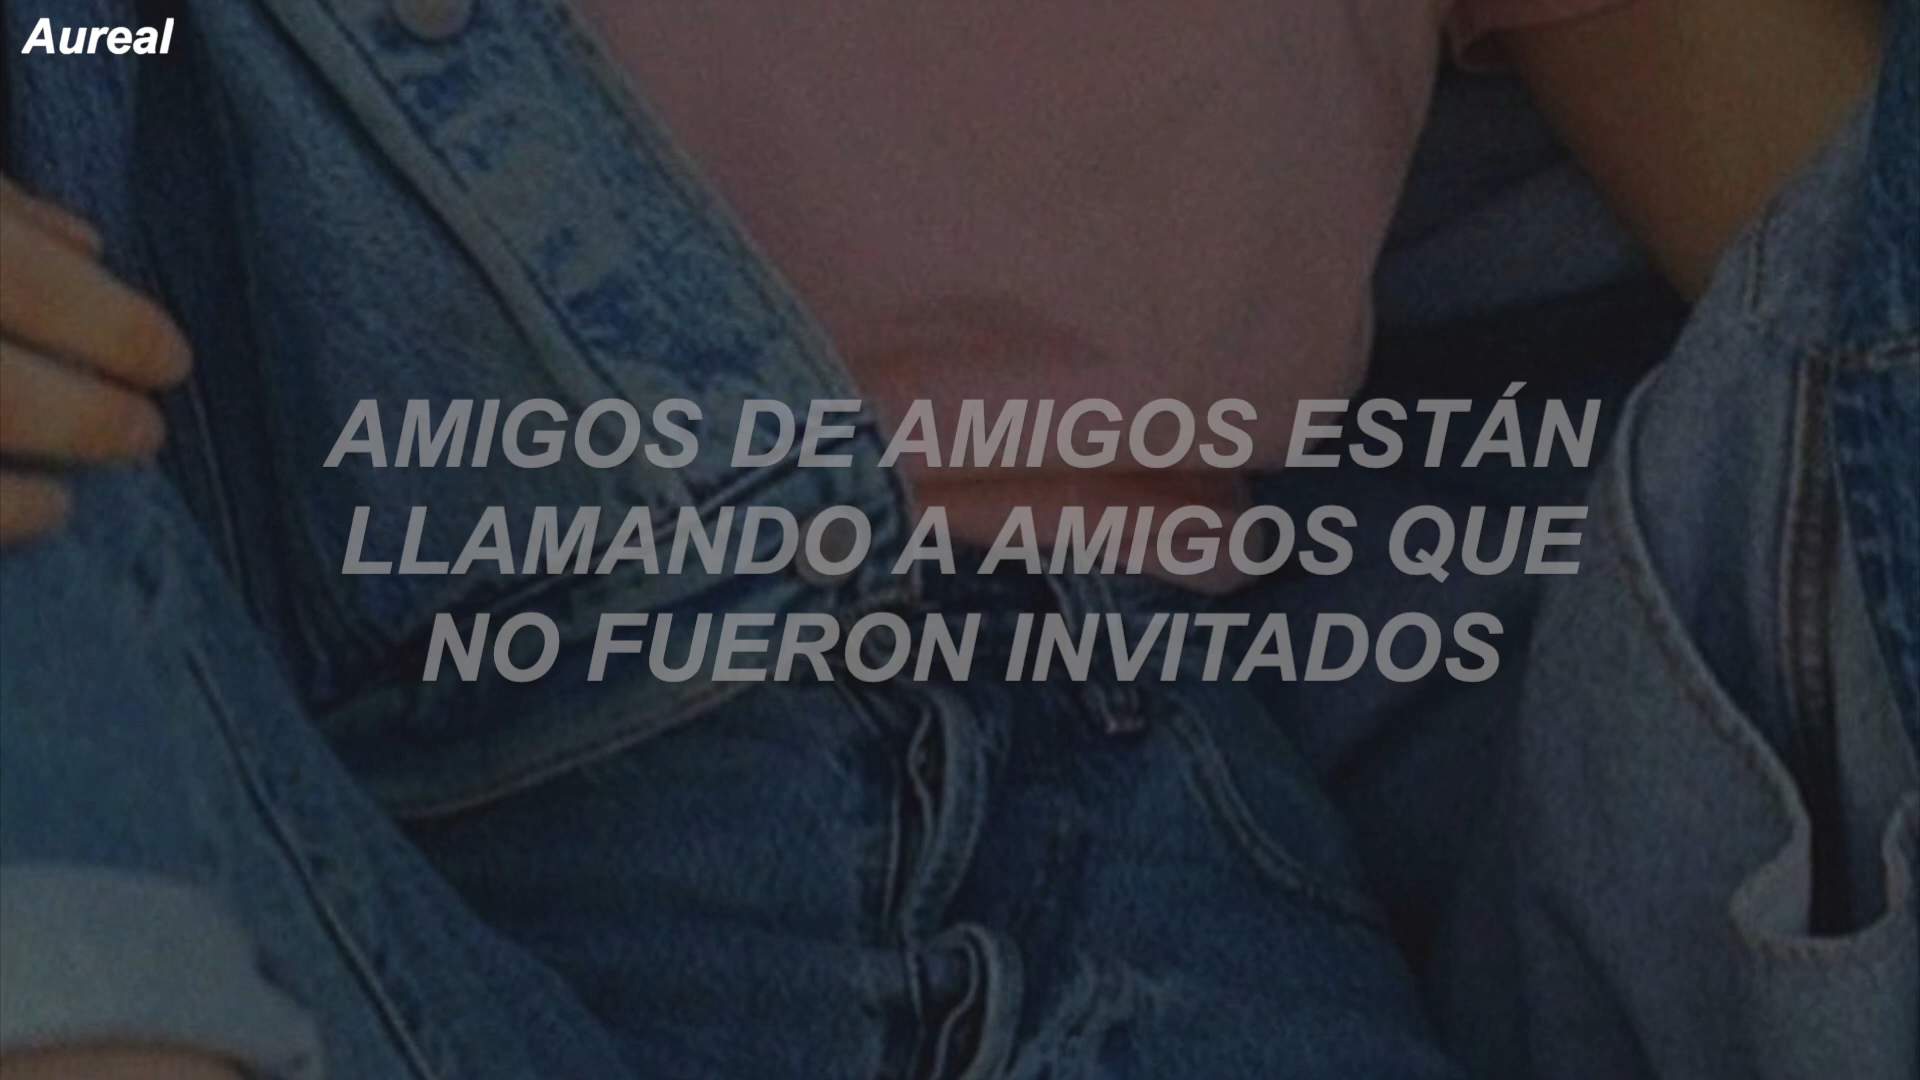 Aureal
AMIGOS DE AMIGOS ESTÁN
LLAMANDO A AMIGOS QUE
NO FUERON INVITADOS